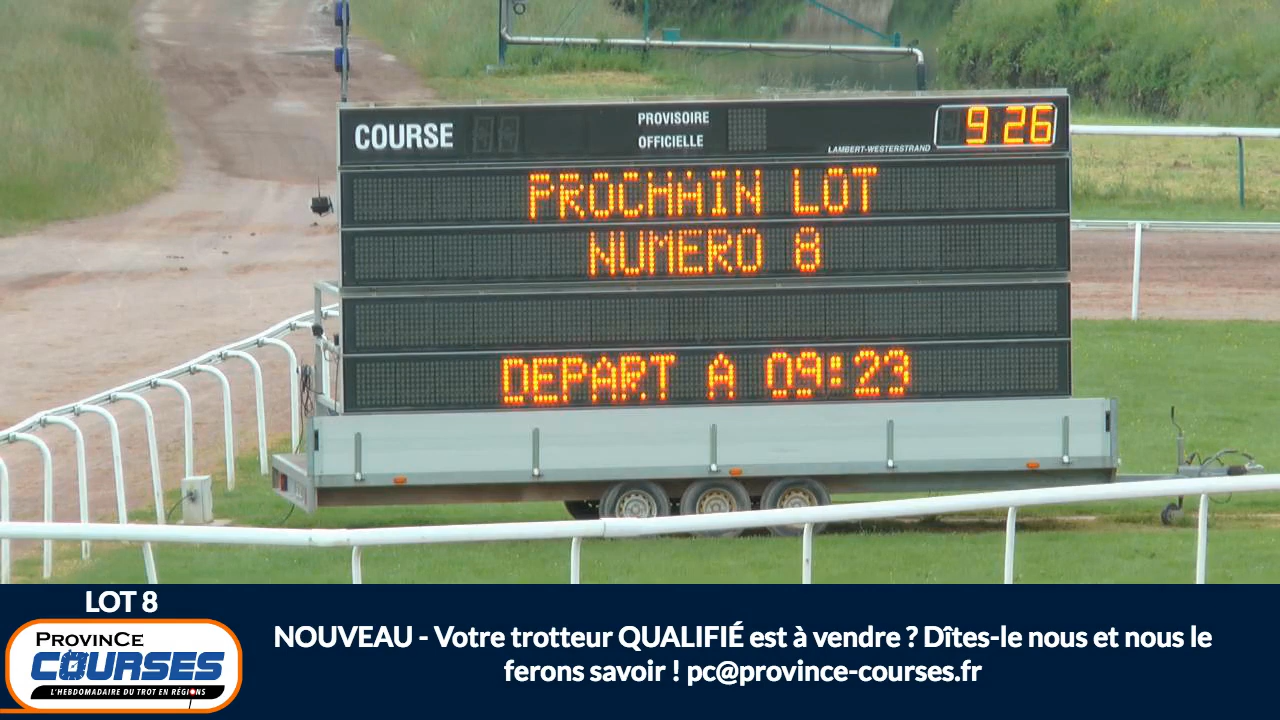 COURSE
PROVISOIRE
OFFICIELLE
LAMBERT-WESTERSTRAND
9 26
PROCHAIN LOT
NUMERO 8
DEPART A 09:23
LOT 8
PROVINCE
COURSES
L'HEBDOMADAIRE DU TROT EN RÉGIONS
NOUVEAU - Votre trotteur QUALIFIÉ est à vendre ? Dîtes-le nous et nous le
ferons savoir ! pc@province-courses.fr